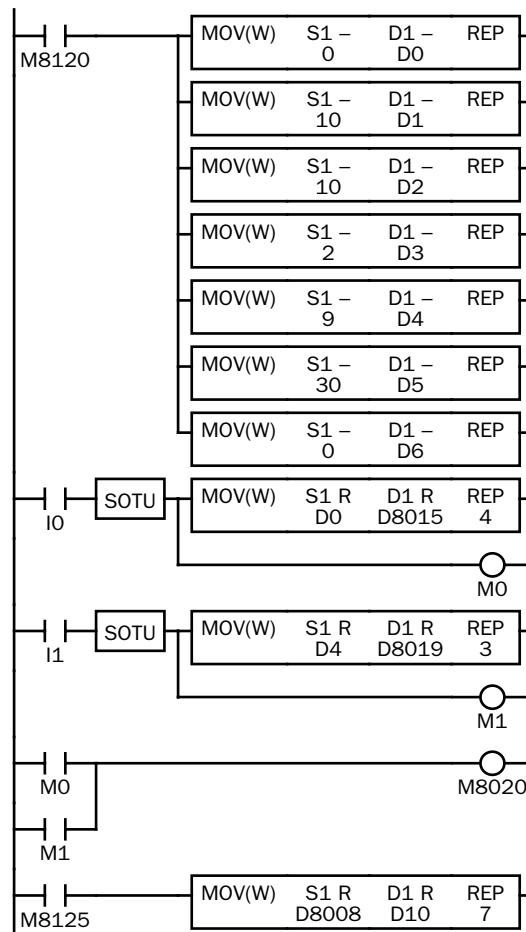 MOV(W) S1 – D1 – REP
0 D0
M8120
MOV(W) S1 – D1 – REP
10 D1
MOV(W) S1 – D1 – REP
10 D2
MOV(W) S1 – D1 – REP
2 D3
MOV(W) S1 – D1 – REP
9 D4
MOV(W) S1 – D1 – REP
30 D5
MOV(W) S1 – D1 – REP
0 D6
SOTU MOV(W) S1 R D1 R REP
I0 D0 D8015 4
M0
SOTU MOV(W) S1 R D1 R REP
I1 D4 D8019 3
M1
M0 M8020
M1
MOV(W) S1 R D1 R REP
M8125 D8008 D10 7